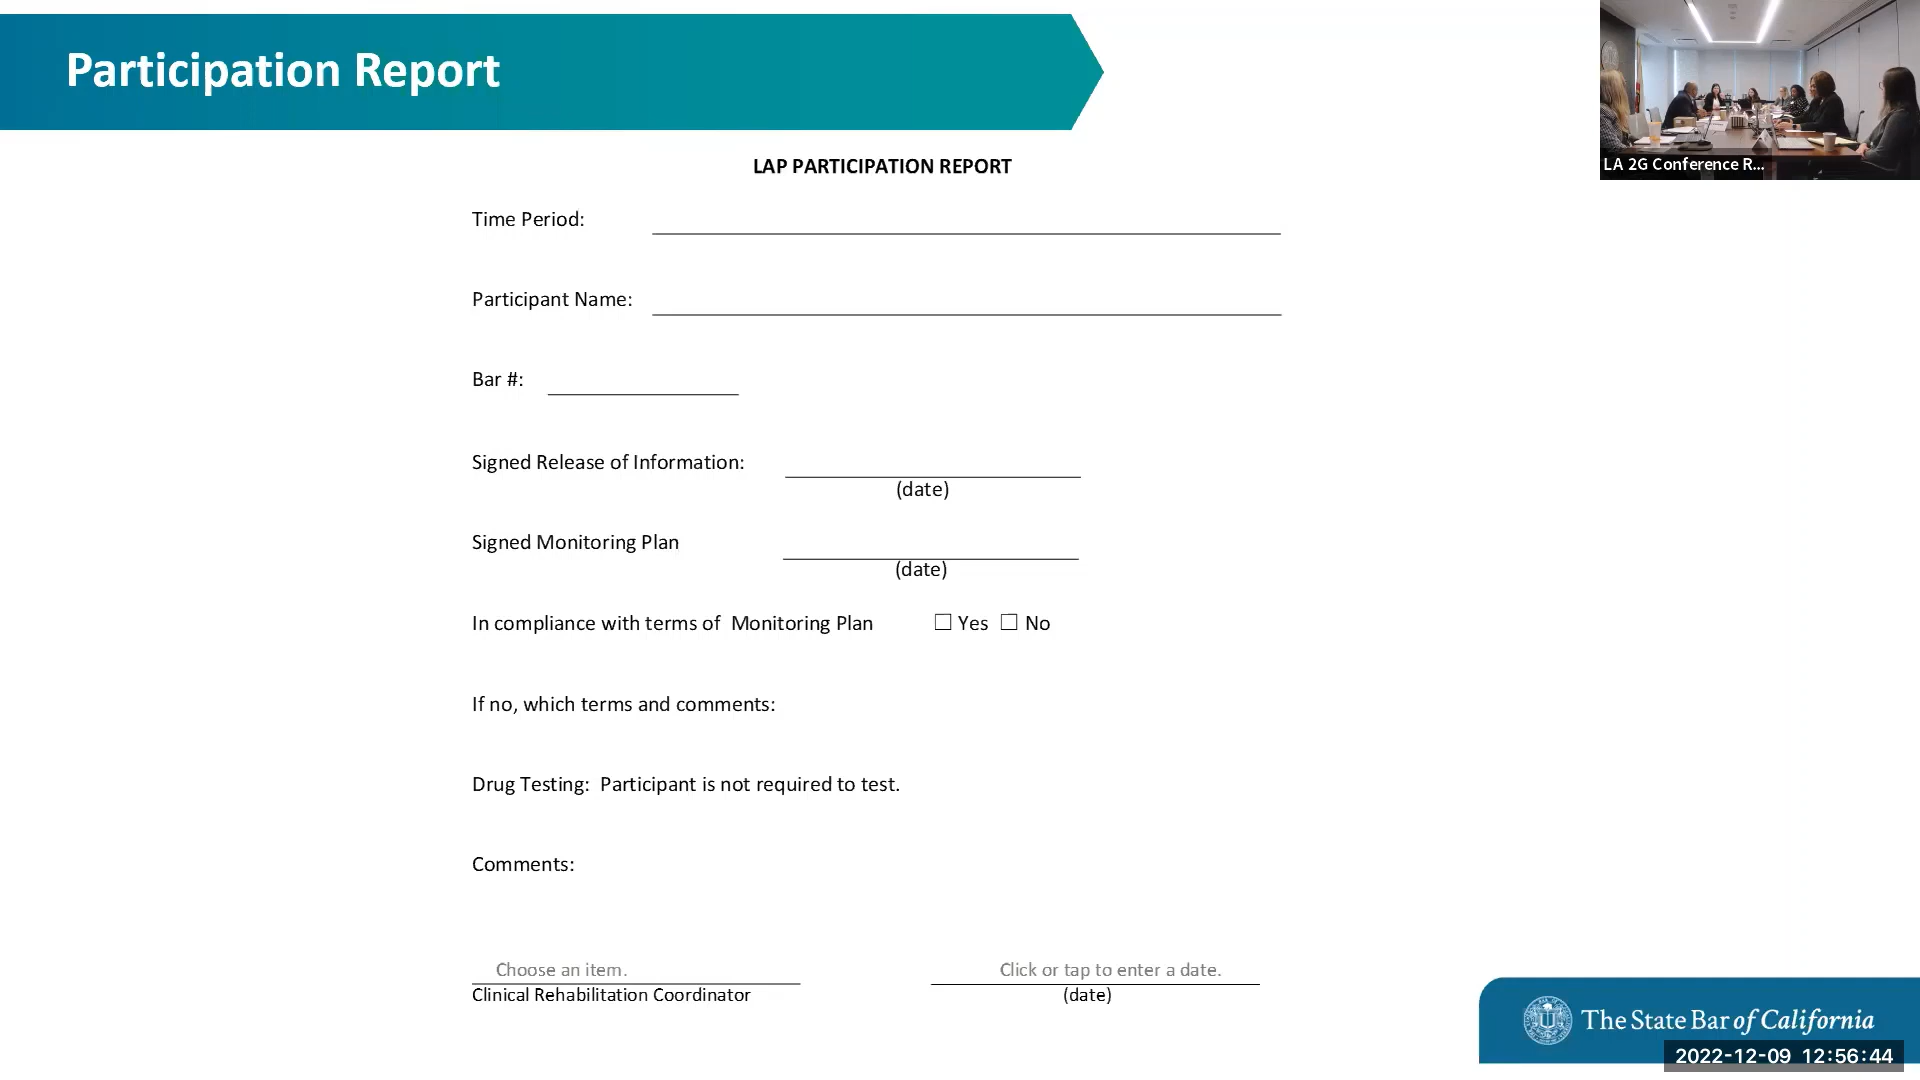 Participation Report
LA 2G Conference R...
LAP PARTICIPATION REPORT
Time Period:
Participant Name:
Bar #:
Signed Release of Information:
(date)
Signed Monitoring Plan
(date)
In compliance with terms of Monitoring Plan ☐ Yes ☐ No
If no, which terms and comments:
Drug Testing: Participant is not required to test.
Comments:
Choose an item. Click or tap to enter a date.
Clinical Rehabilitation Coordinator (date)
The State Bar of California
2022-12-09 12:56:44